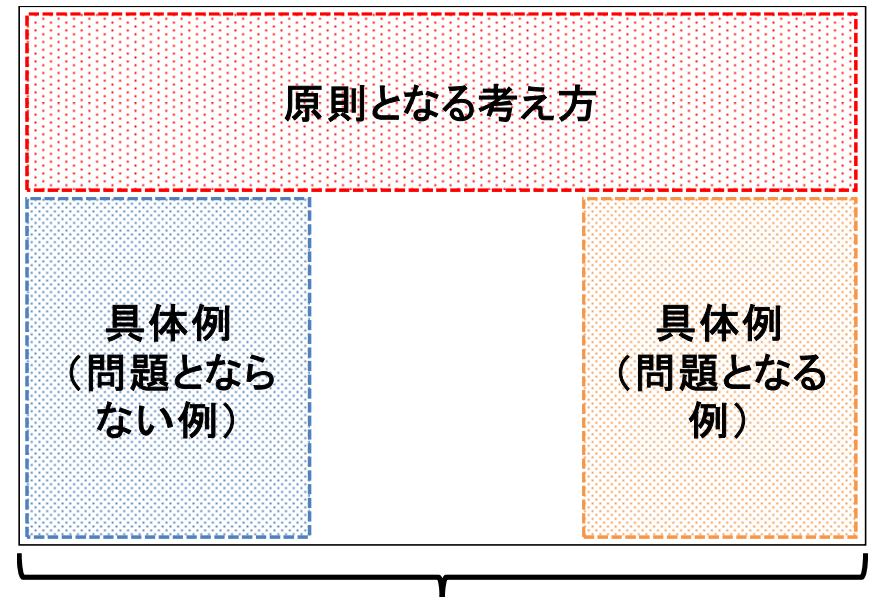 原則となる考え方
具体例
（問題となら
ない例）
具体例
（問題となる
例）